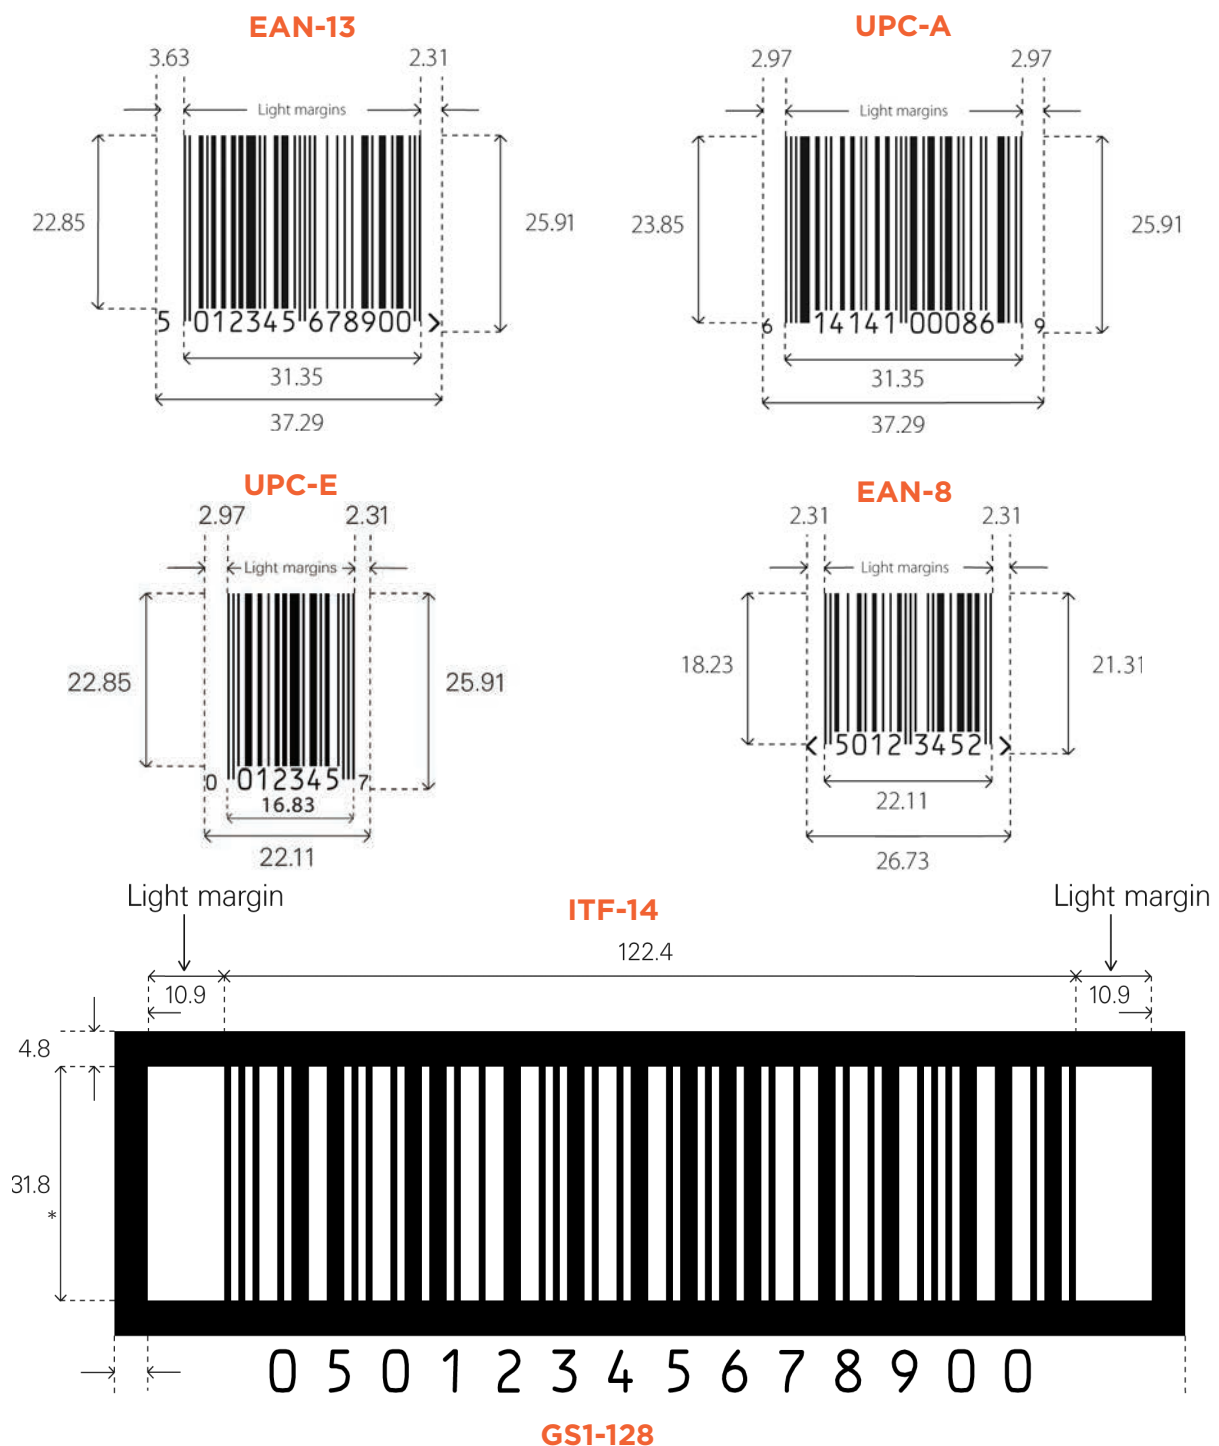 EAN-13
3.63
2.31
Light margins
22.85
25.91
5 012345 678900 >
31.35
37.29
UPC-A
2.97
2.97
Light margins
23.85
25.91
6 14141 00086 9
31.35
37.29
UPC-E
2.97
2.31
Light margins
22.85
25.91
0 012345 7
16.83
22.11
EAN-8
2.31
2.31
Light margins
18.23
21.31
< 5012 3452 >
22.11
26.73
Light margin
ITF-14
Light margin
122.4
10.9
10.9
4.8
31.8
*
0 5 0 1 2 3 4 5 6 7 8 9 0 0
GS1-128